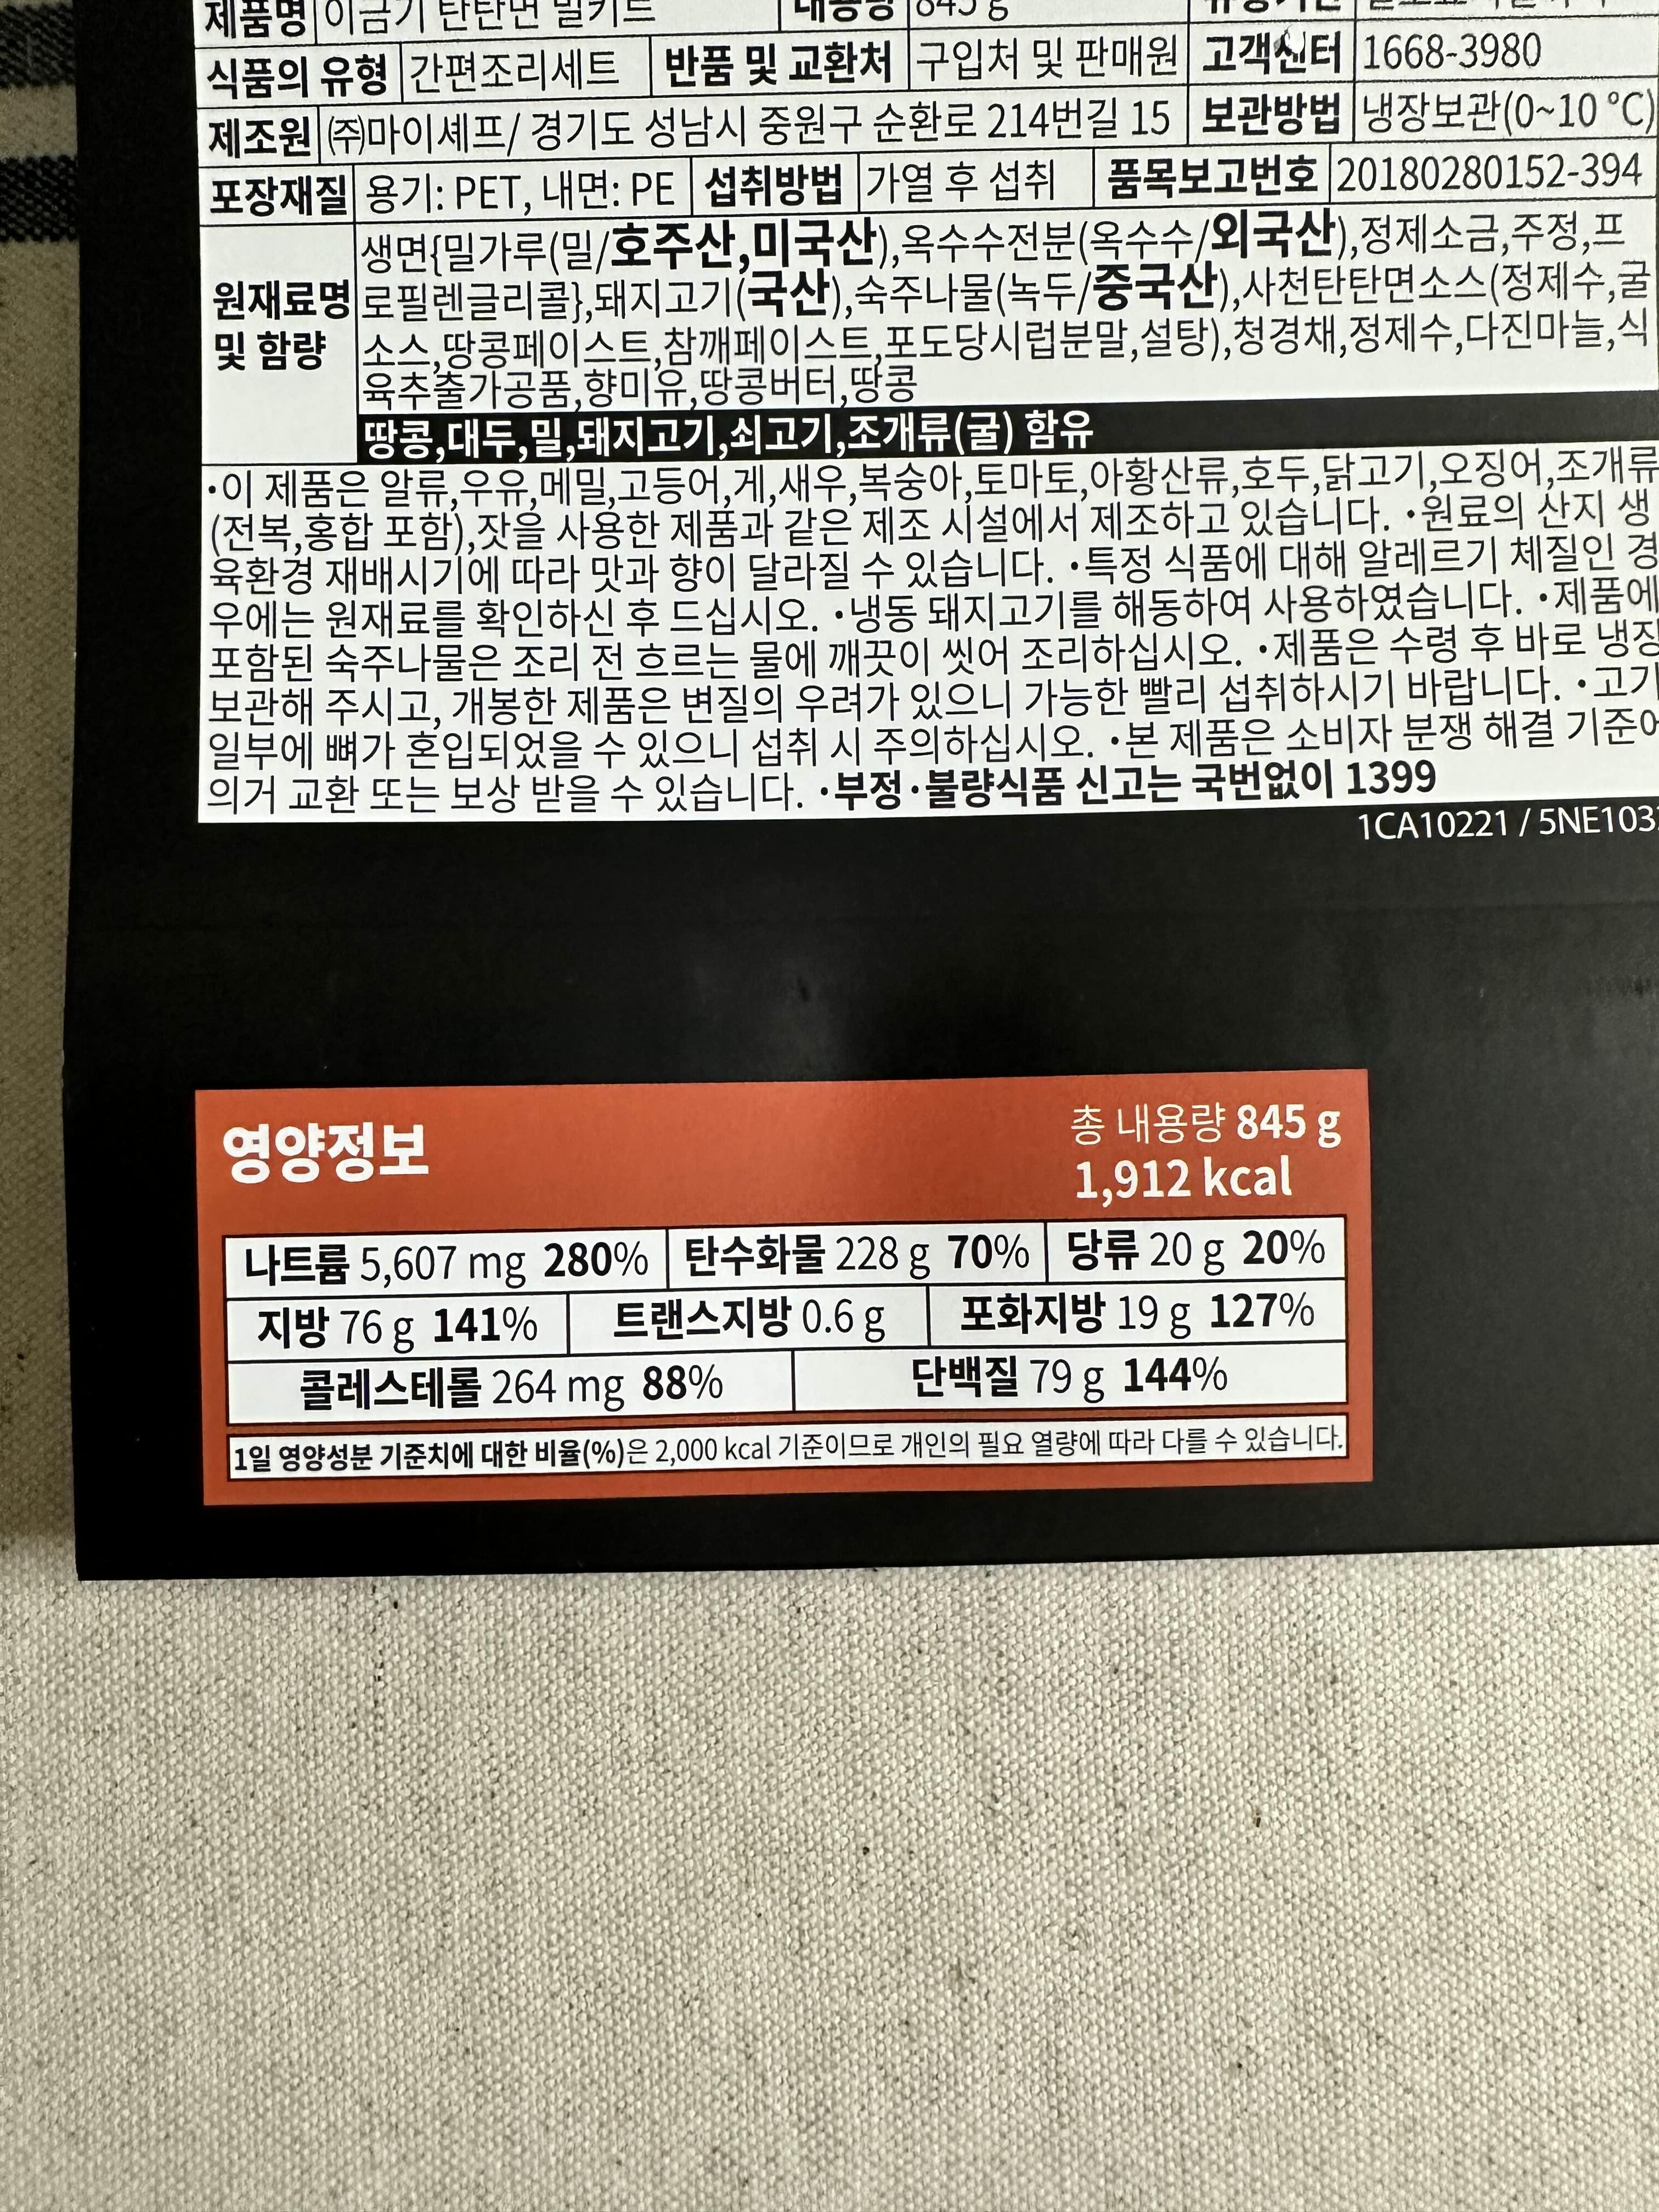 제품명 이금기 탄탄면 밀키트 내용량 845 g
식품의 유형 간편조리세트 반품 및 교환처 구입처 및 판매원 고객센터 1668-3980
제조원 ㈜마이셰프/ 경기도 성남시 중원구 순환로 214번길 15 보관방법 냉장보관(0~10 °C)
포장재질 용기: PET, 내면: PE 섭취방법 가열 후 섭취 품목보고번호 20180280152-394
원재료명 및 함량
생면{밀가루(밀/호주산,미국산),옥수수전분(옥수수/외국산),정제소금,주정,프
로필렌글리콜},돼지고기(국산),숙주나물(녹두/중국산),사천탄탄면소스(정제수,굴
소스,땅콩페이스트,참깨페이스트,포도당시럽분말,설탕),청경채,정제수,다진마늘,식
육추출가공품,향미유,땅콩버터,땅콩
땅콩,대두,밀,돼지고기,쇠고기,조개류(굴) 함유
•이 제품은 알류,우유,메밀,고등어,게,새우,복숭아,토마토,아황산류,호두,닭고기,오징어,조개류
(전복,홍합 포함),잣을 사용한 제품과 같은 제조 시설에서 제조하고 있습니다. •원료의 산지 생
육환경 재배시기에 따라 맛과 향이 달라질 수 있습니다. •특정 식품에 대해 알레르기 체질인 경
우에는 원재료를 확인하신 후 드십시오. •냉동 돼지고기를 해동하여 사용하였습니다. •제품에
포함된 숙주나물은 조리 전 흐르는 물에 깨끗이 씻어 조리하십시오. •제품은 수령 후 바로 냉장
보관해 주시고, 개봉한 제품은 변질의 우려가 있으니 가능한 빨리 섭취하시기 바랍니다. •고기
일부에 뼈가 혼입되었을 수 있으니 섭취 시 주의하십시오. •본 제품은 소비자 분쟁 해결 기준에
의거 교환 또는 보상 받을 수 있습니다. •부정•불량식품 신고는 국번없이 1399
1CA10221 / 5NE103
영양정보
총 내용량 845 g
1,912 kcal
나트륨 5,607 mg 280% 탄수화물 228 g 70% 당류 20 g 20%
지방 76 g 141% 트랜스지방 0.6 g 포화지방 19 g 127%
콜레스테롤 264 mg 88% 단백질 79 g 144%
1일 영양성분 기준치에 대한 비율(%)은 2,000 kcal 기준이므로 개인의 필요 열량에 따라 다를 수 있습니다.